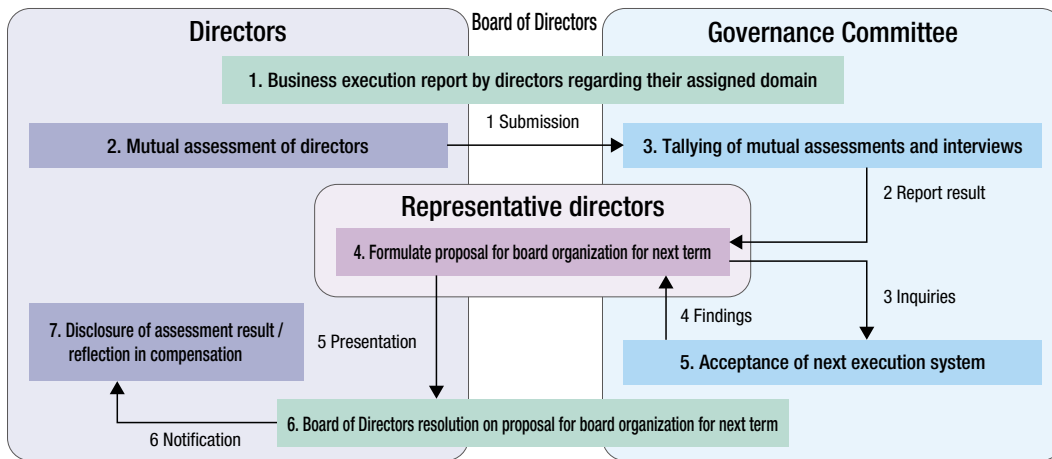 Directors
Board of Directors
Governance Committee
1. Business execution report by directors regarding their assigned domain
1 Submission
2. Mutual assessment of directors
3. Tallying of mutual assessments and interviews
2 Report result
Representative directors
4. Formulate proposal for board organization for next term
3 Inquiries
4 Findings
7. Disclosure of assessment result /
reflection in compensation
5 Presentation
5. Acceptance of next execution system
6. Board of Directors resolution on proposal for board organization for next term
6 Notification